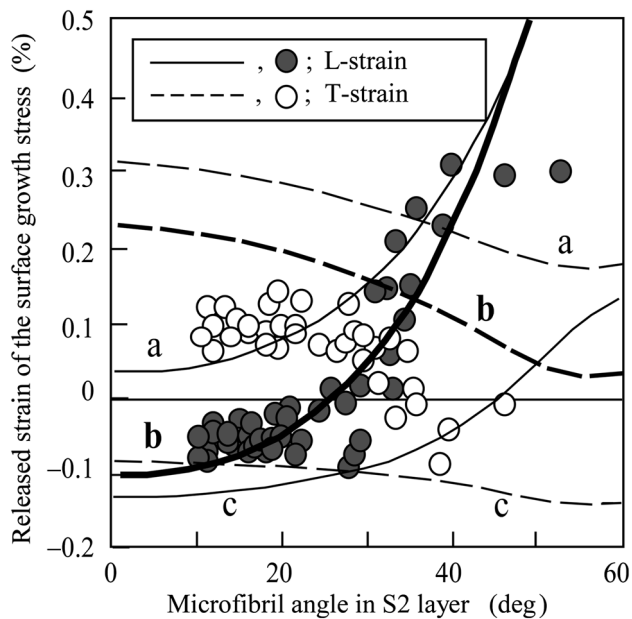 0.5
0.4
0.3
0.2
0.1
0
−0.1
−0.2
Released strain of the surface growth stress (%)
, ; L-strain
, ; T-strain
a
b
a
b
c
c
0 20 40 60
Microfibril angle in S2 layer (deg)